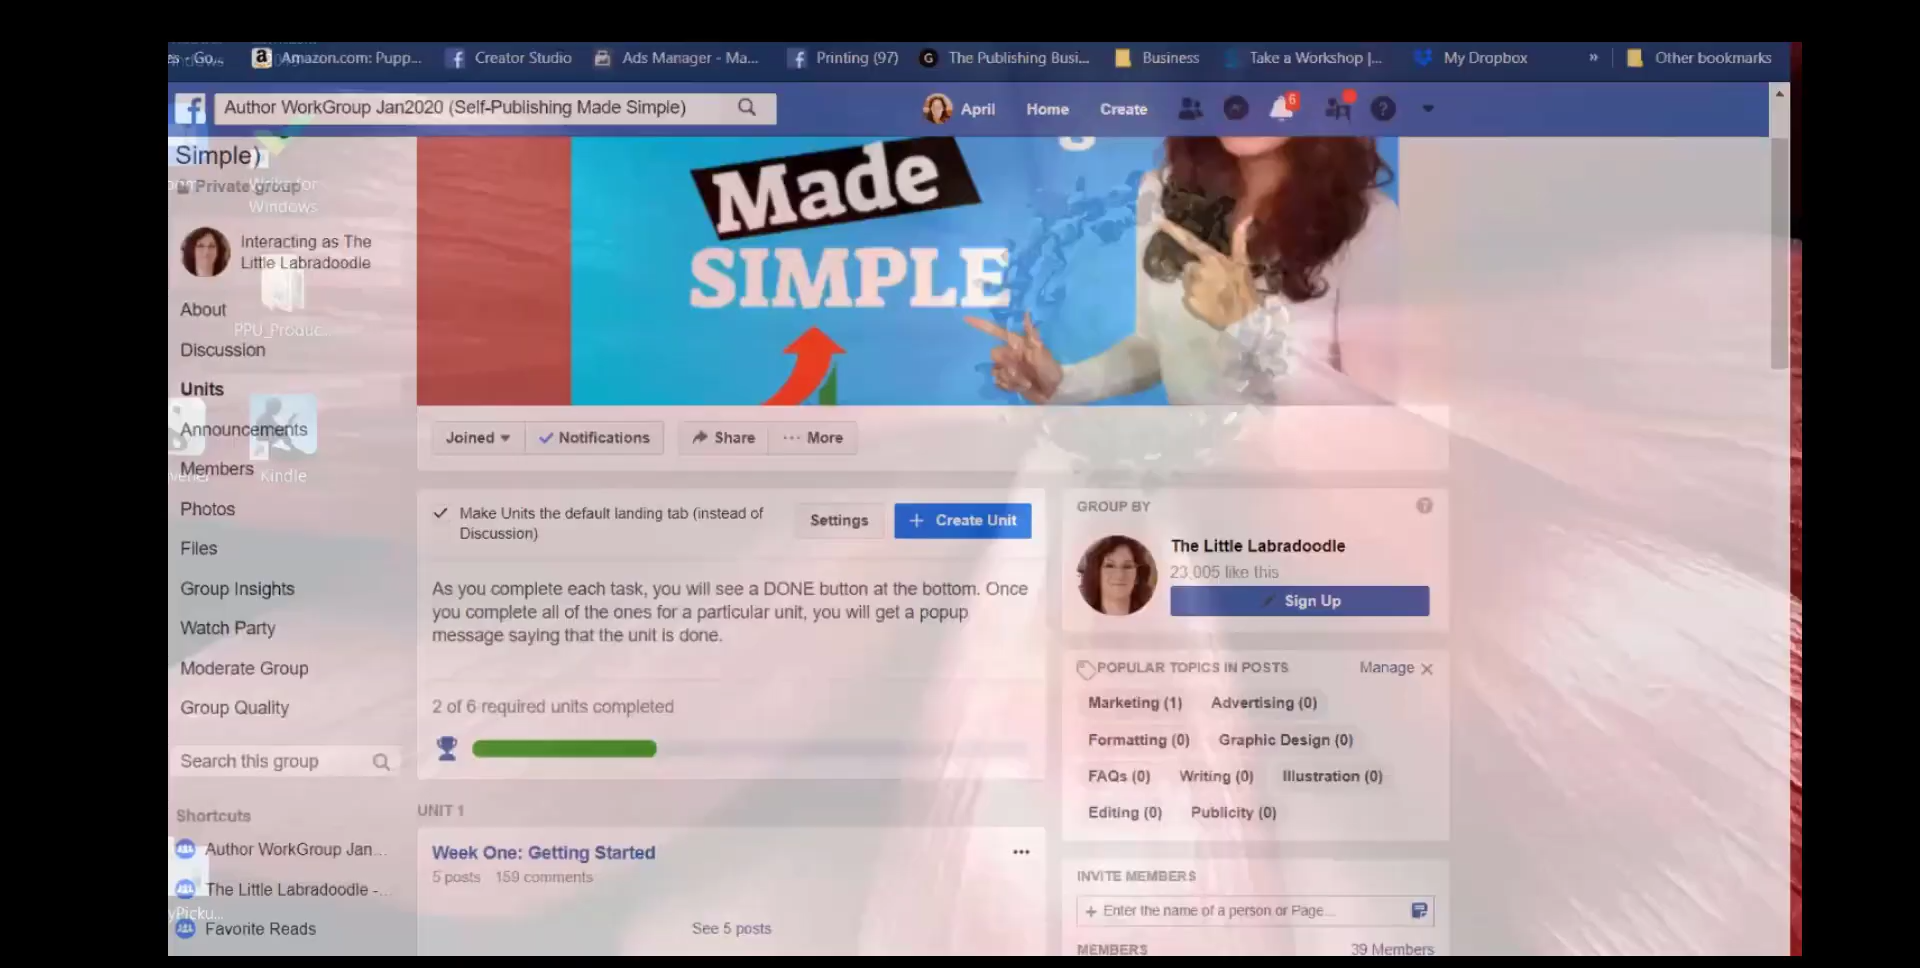 Amazon.com: Pupp...
Creator Studio
Ads Manager - Ma...
Printing (97)
The Publishing Busi...
Business
Take a Workshop |...
My Dropbox
»
Other bookmarks
Author WorkGroup Jan2020 (Self-Publishing Made Simple)
April
Home
Create
6
Simple)
Private group
Windows
Interacting as The
Little Labradoodle
About
PPU_Produc...
Discussion
Units
Announcements
Members
Kindle
Photos
Files
Group Insights
Watch Party
Moderate Group
Group Quality
Search this group
Shortcuts
Author WorkGroup Jan...
The Little Labradoodle -...
Favorite Reads
Made
SIMPLE
Joined
Notifications
Share
More
Make Units the default landing tab (instead of
Discussion)
Settings
+ Create Unit
As you complete each task, you will see a DONE button at the bottom. Once
you complete all of the ones for a particular unit, you will get a popup
message saying that the unit is done.
2 of 6 required units completed
UNIT 1
Week One: Getting Started
5 posts 159 comments
See 5 posts
GROUP BY
The Little Labradoodle
23,005 like this
Sign Up
POPULAR TOPICS IN POSTS
Manage
Marketing (1) Advertising (0)
Formatting (0) Graphic Design (0)
FAQs (0) Writing (0) Illustration (0)
Editing (0) Publicity (0)
INVITE MEMBERS
+ Enter the name of a person or Page...
MEMBERS
39 Members